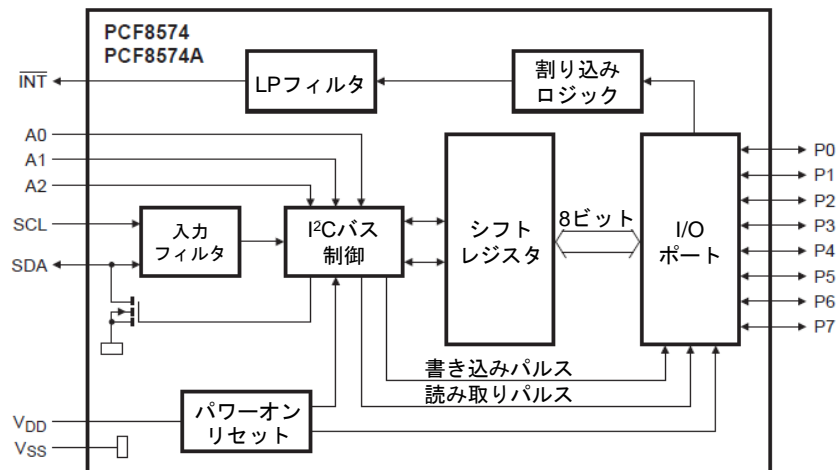 PCF8574
PCF8574A
INT
LPフィルタ
割り込み
ロジック
A0
A1
A2
SCL
SDA
入力
フィルタ
I²Cバス
制御
シフト
レジスタ
8ビット
I/O
ポート
P0
P1
P2
P3
P4
P5
P6
P7
書き込みパルス
読み取りパルス
VDD
VSS
パワーオン
リセット